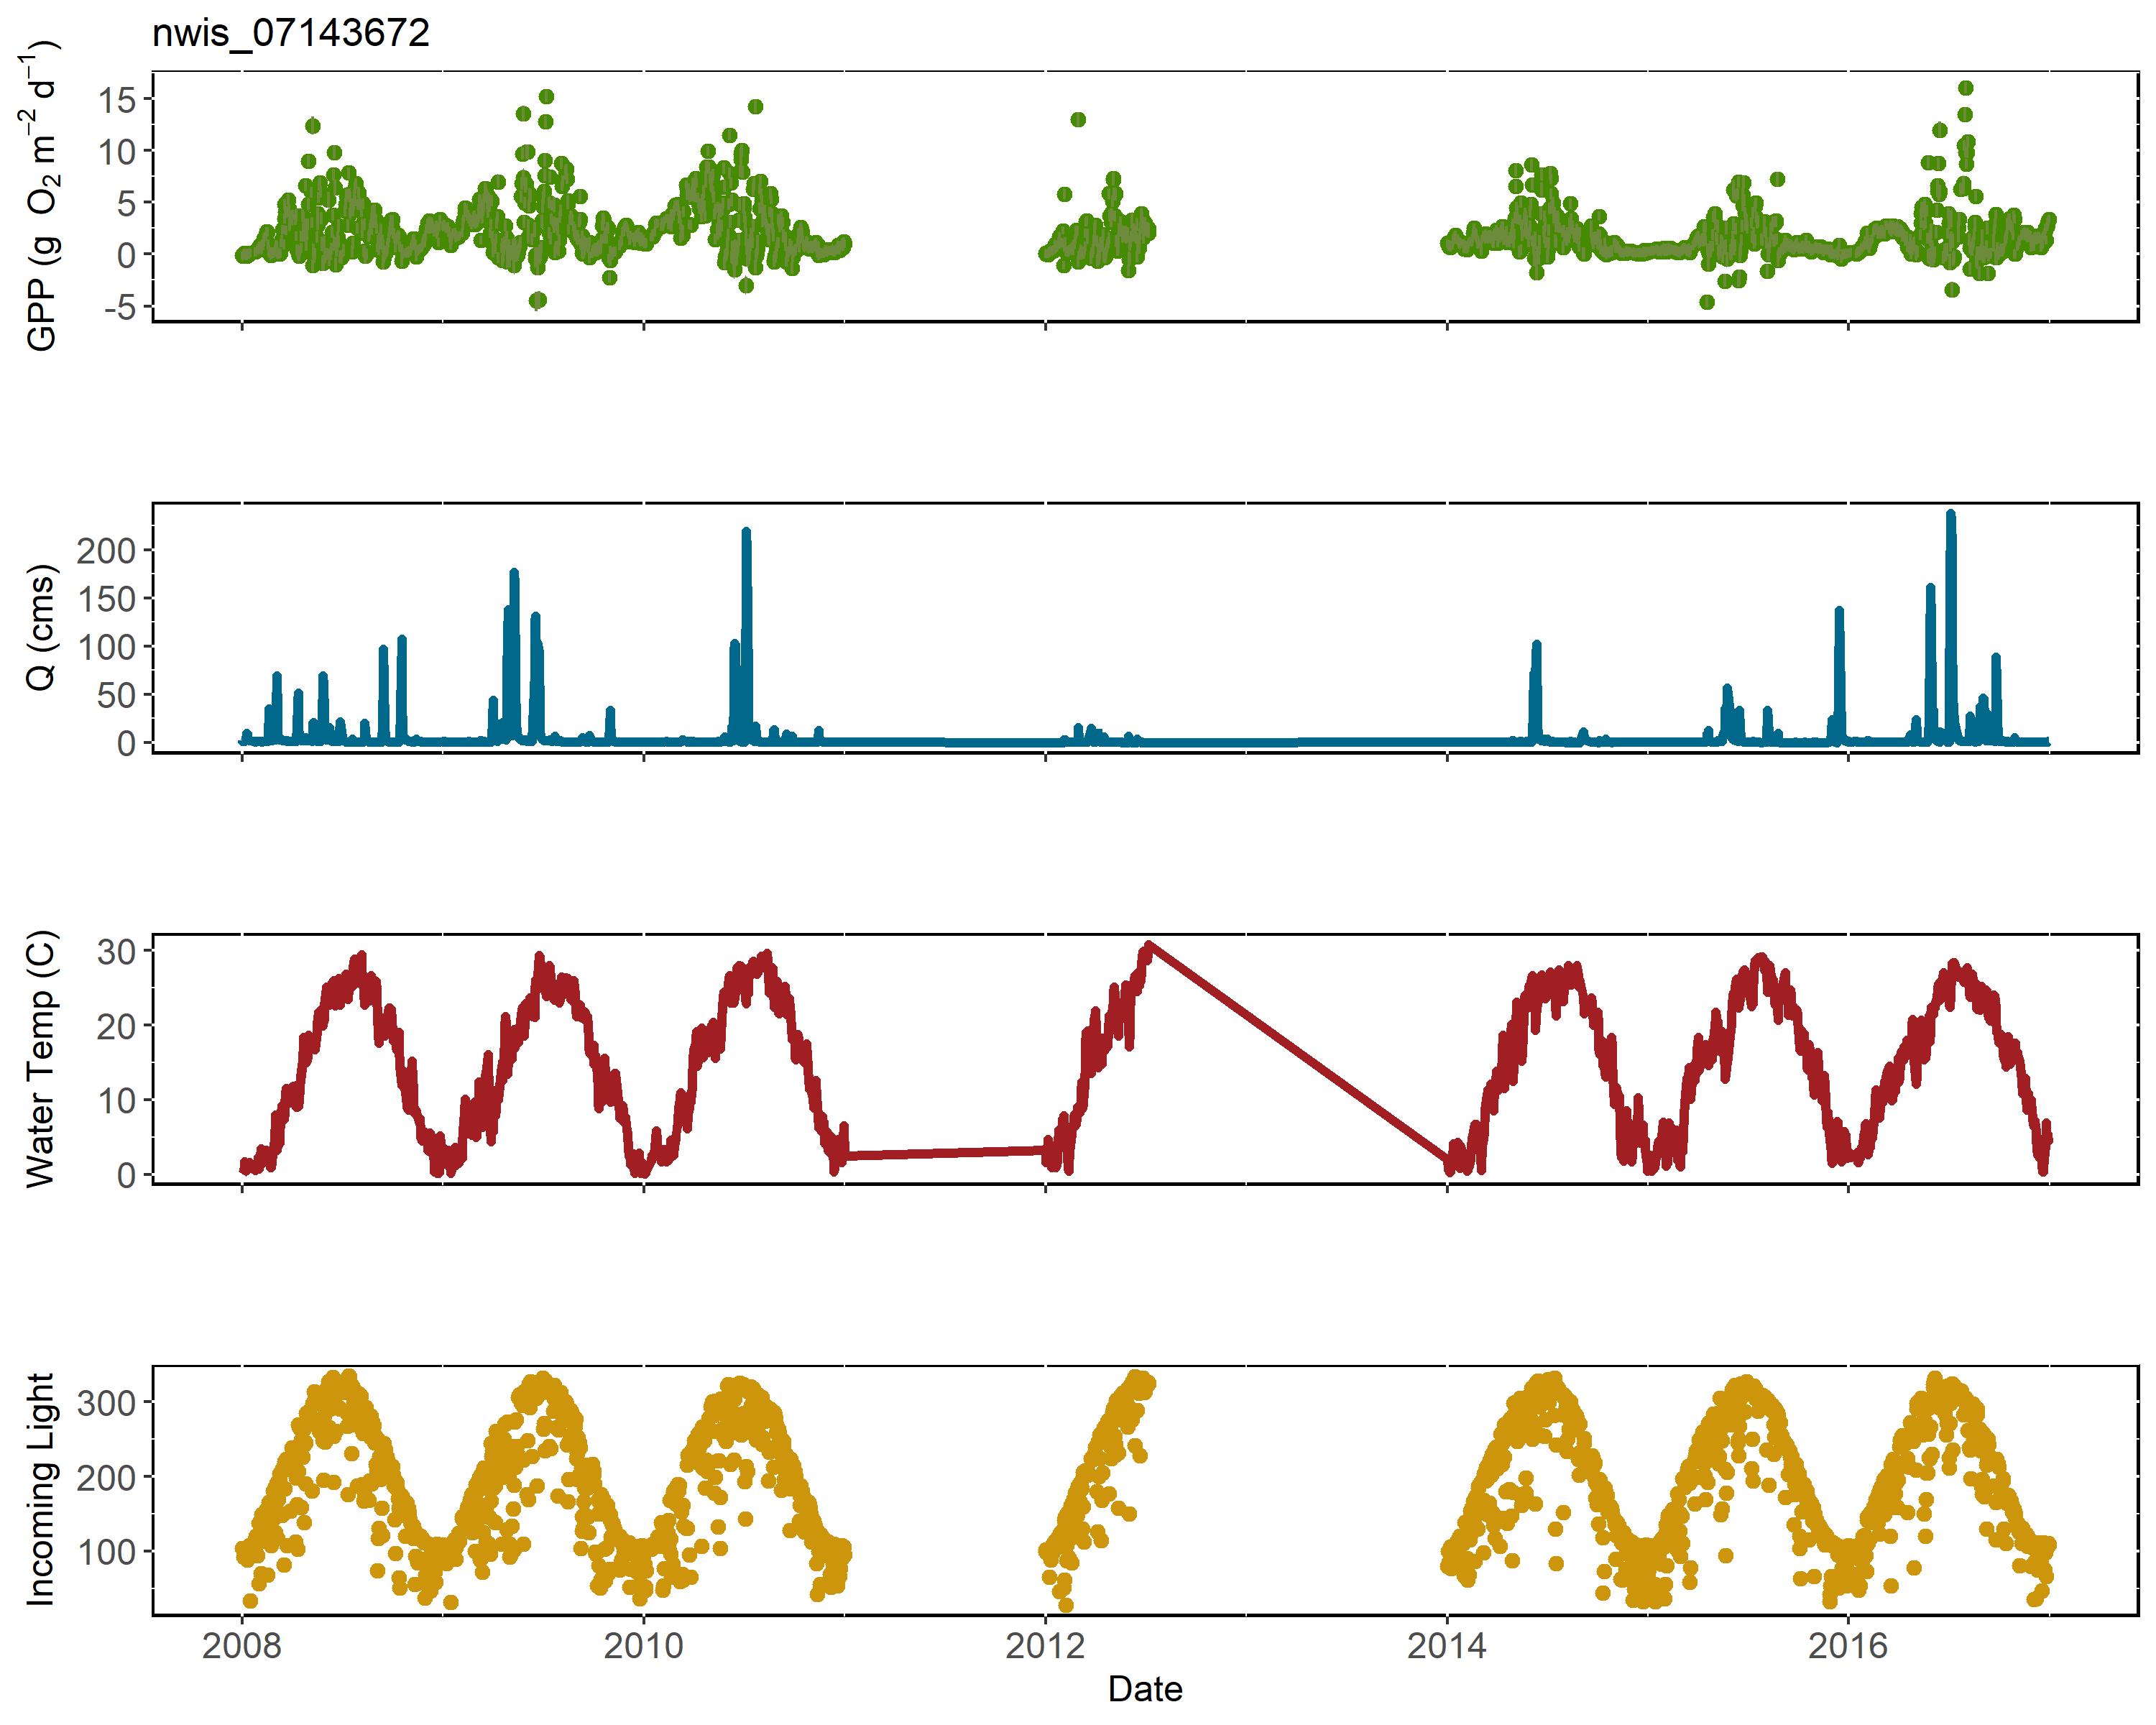 nwis_07143672
GPP (g O₂ m⁻² d⁻¹)
15
10
5
0
-5
Q (cms)
200
150
100
50
0
Water Temp (C)
30
20
10
0
Incoming Light
300
200
100
2008 2010 2012 2014 2016
Date